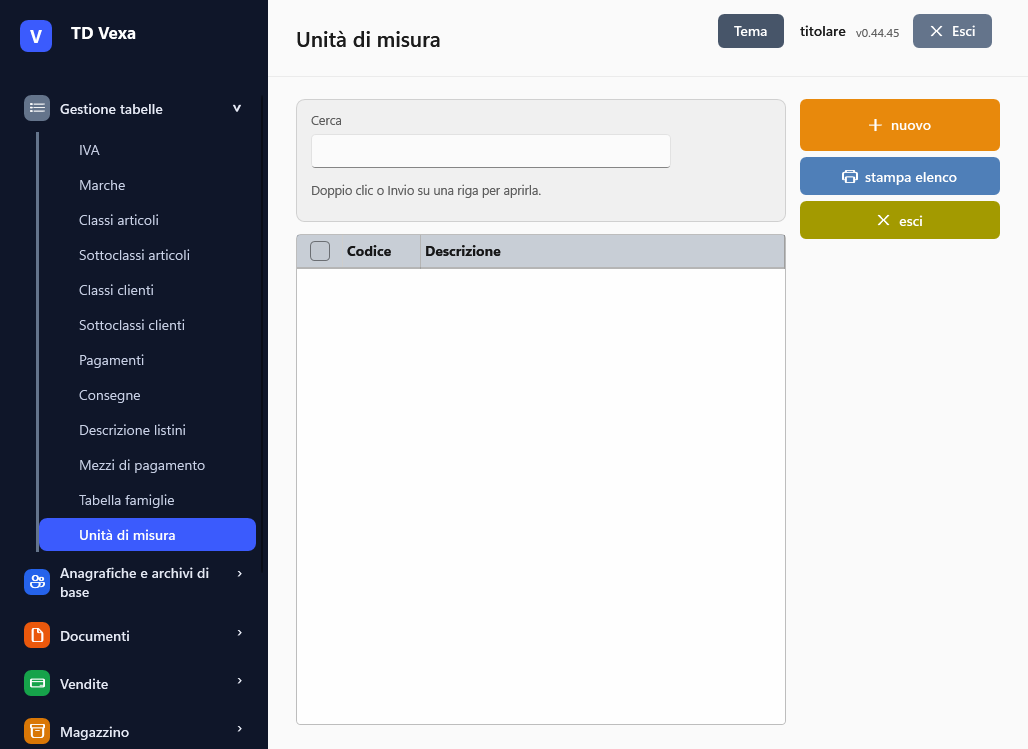 V TD Vexa
Gestione tabelle
IVA
Marche
Classi articoli
Sottoclassi articoli
Classi clienti
Sottoclassi clienti
Pagamenti
Consegne
Descrizione listini
Mezzi di pagamento
Tabella famiglie
Unità di misura
Anagrafiche e archivi di
base
Documenti
Vendite
Magazzino
Unità di misura
Tema titolare v0.44.45 Esci
Cerca
Doppio clic o Invio su una riga per aprirla.
Codice Descrizione
nuovo
stampa elenco
esci